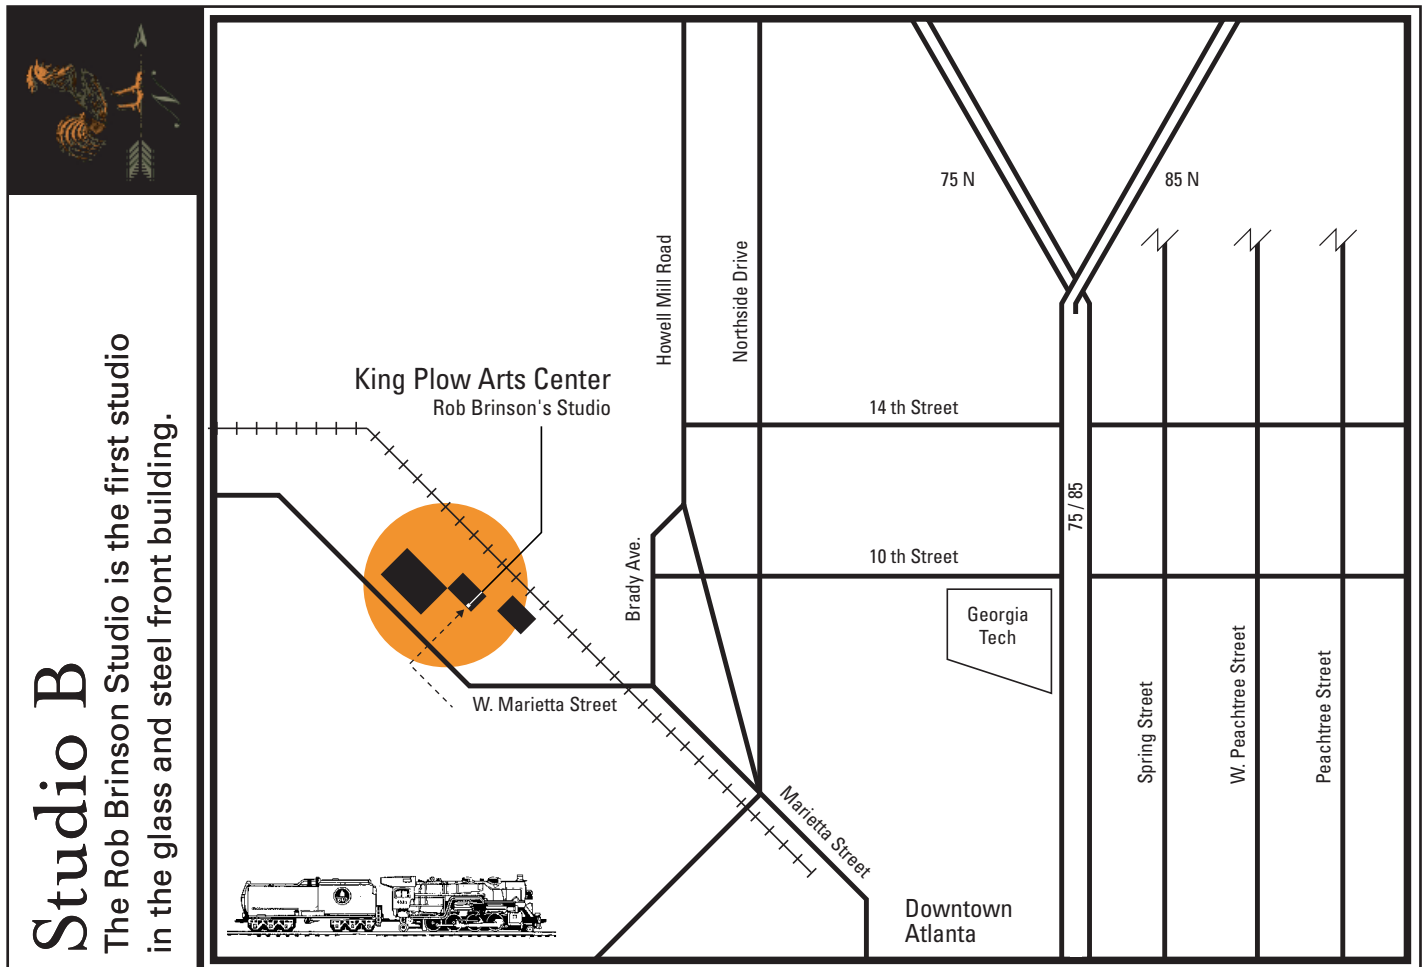 Studio B
The Rob Brinson Studio is the first studio
in the glass and steel front building.
75 N
85 N
Howell Mill Road
Northside Drive
King Plow Arts Center
Rob Brinson's Studio
14 th Street
75 / 85
10 th Street
Brady Ave.
Georgia
Tech
W. Marietta Street
Spring Street
W. Peachtree Street
Peachtree Street
Marietta Street
Downtown
Atlanta